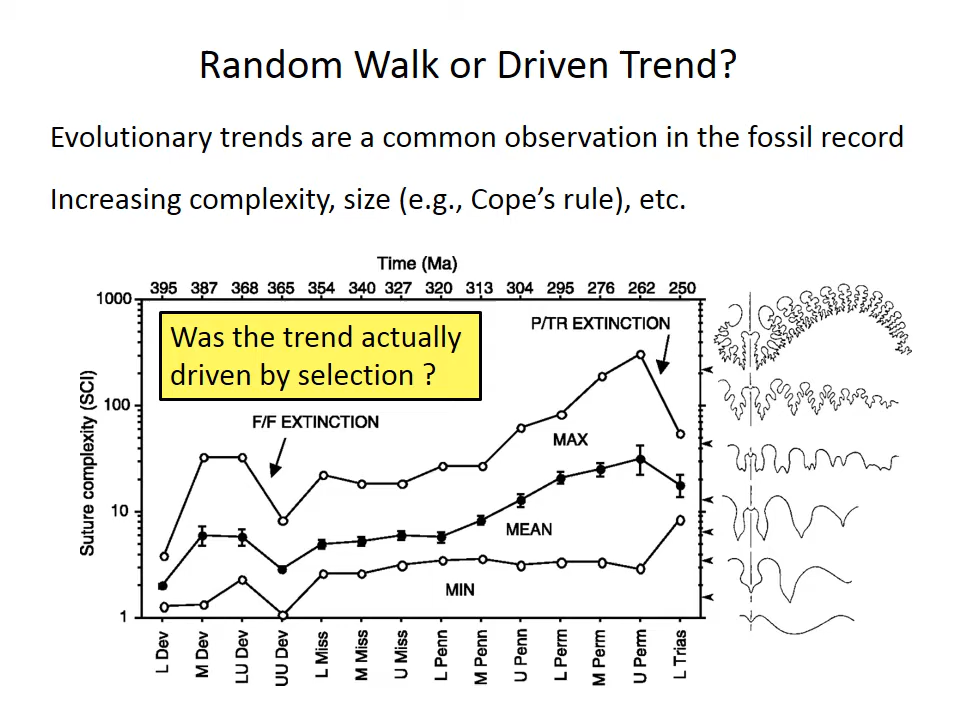 Random Walk or Driven Trend?
Evolutionary trends are a common observation in the fossil record
Increasing complexity, size (e.g., Cope's rule), etc.
Time (Ma)
395 387 368 365 354 340 327 320 313 304 295 276 262 250
1000
100
10
1
Suture complexity (SCI)
Was the trend actually
driven by selection ?
P/TR EXTINCTION
F/F EXTINCTION
MAX
MEAN
MIN
L Dev
M Dev
LU Dev
UU Dev
L Miss
M Miss
U Miss
L Penn
M Penn
U Penn
L Perm
M Perm
U Perm
L Trias